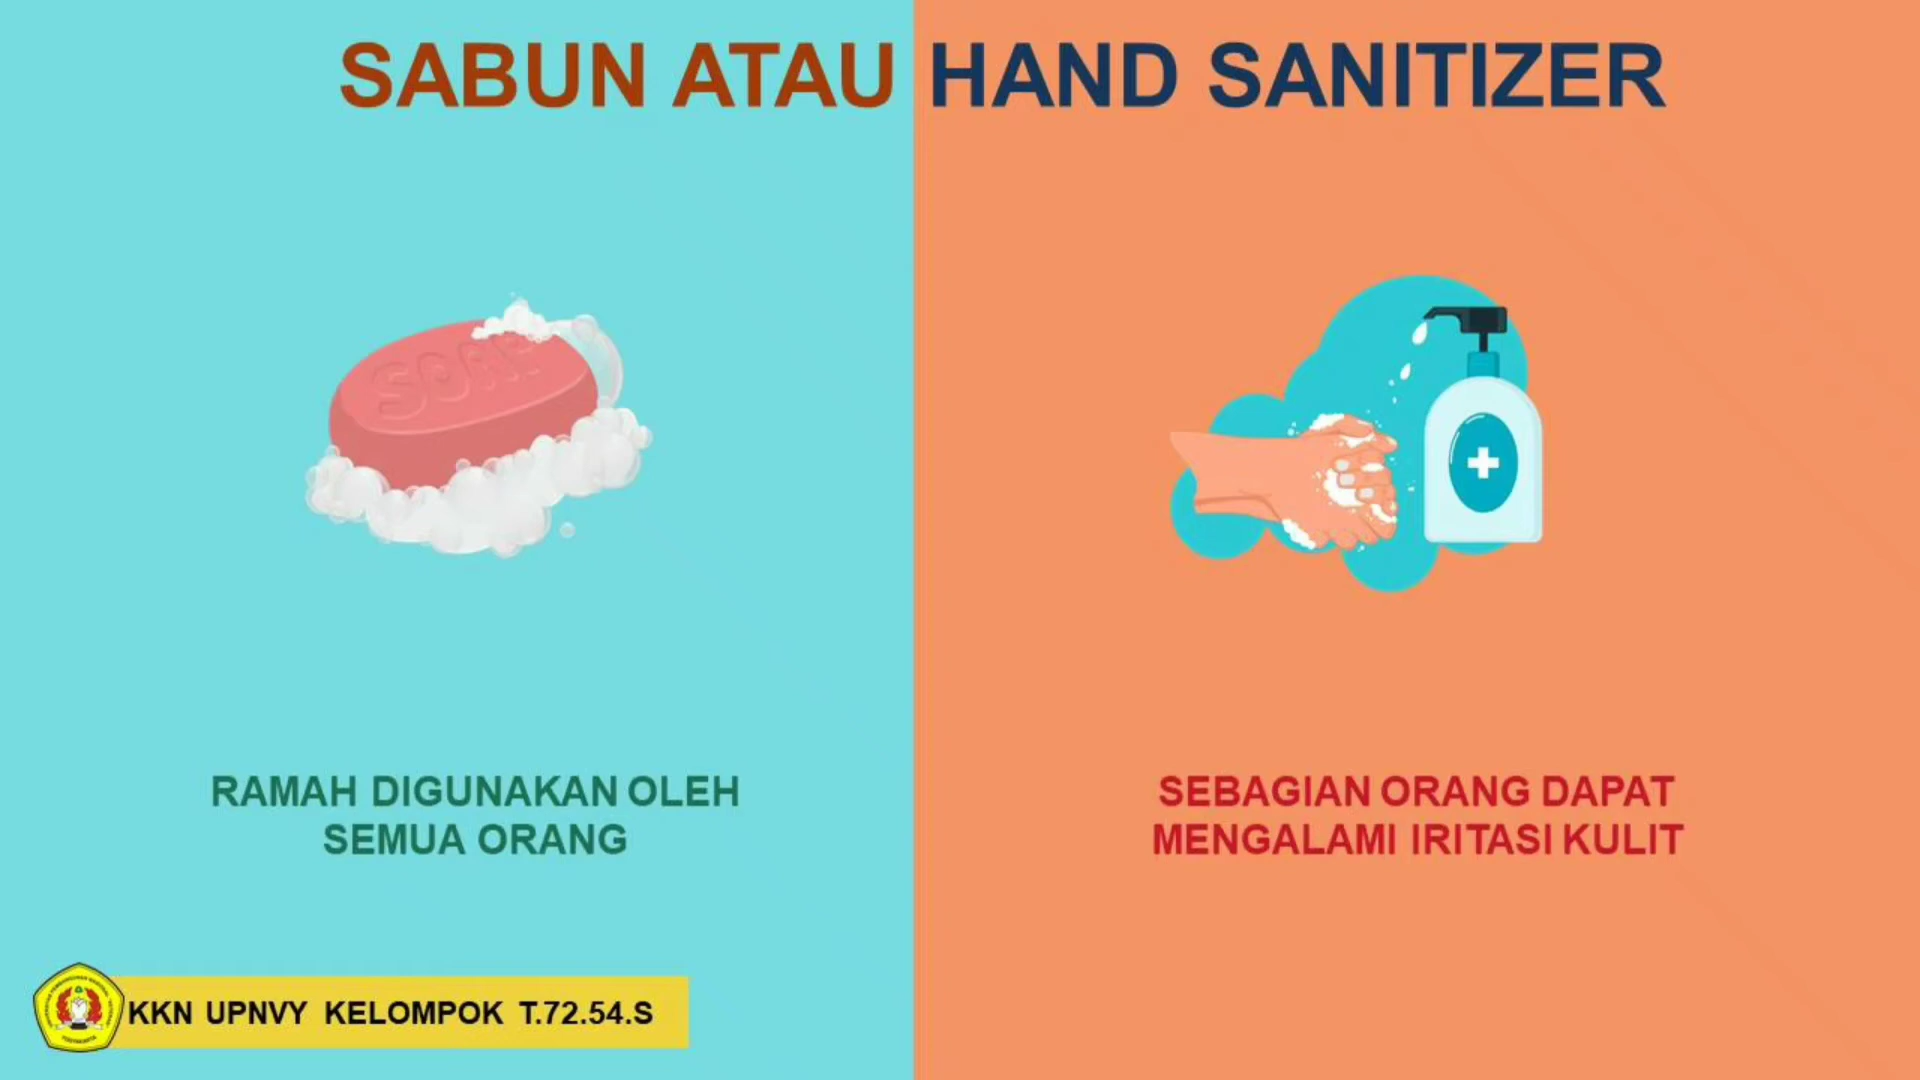 SABUN ATAU HAND SANITIZER
SOAP
RAMAH DIGUNAKAN OLEH
SEMUA ORANG
SEBAGIAN ORANG DAPAT
MENGALAMI IRITASI KULIT
KKN UPNVY KELOMPOK T.72.54.S